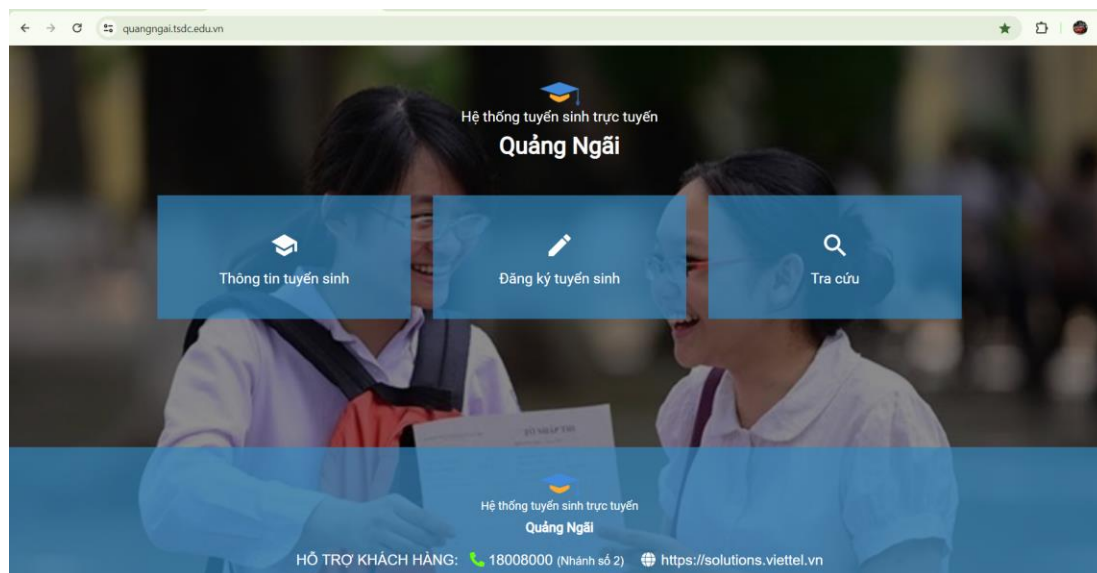 quangngai.tsdc.edu.vn
Hệ thống tuyển sinh trực tuyến
Quảng Ngãi
Thông tin tuyển sinh
Đăng ký tuyển sinh
Tra cứu
Hệ thống tuyển sinh trực tuyến
Quảng Ngãi
HỖ TRỢ KHÁCH HÀNG: 18008000 (Nhánh số 2) https://solutions.viettel.vn